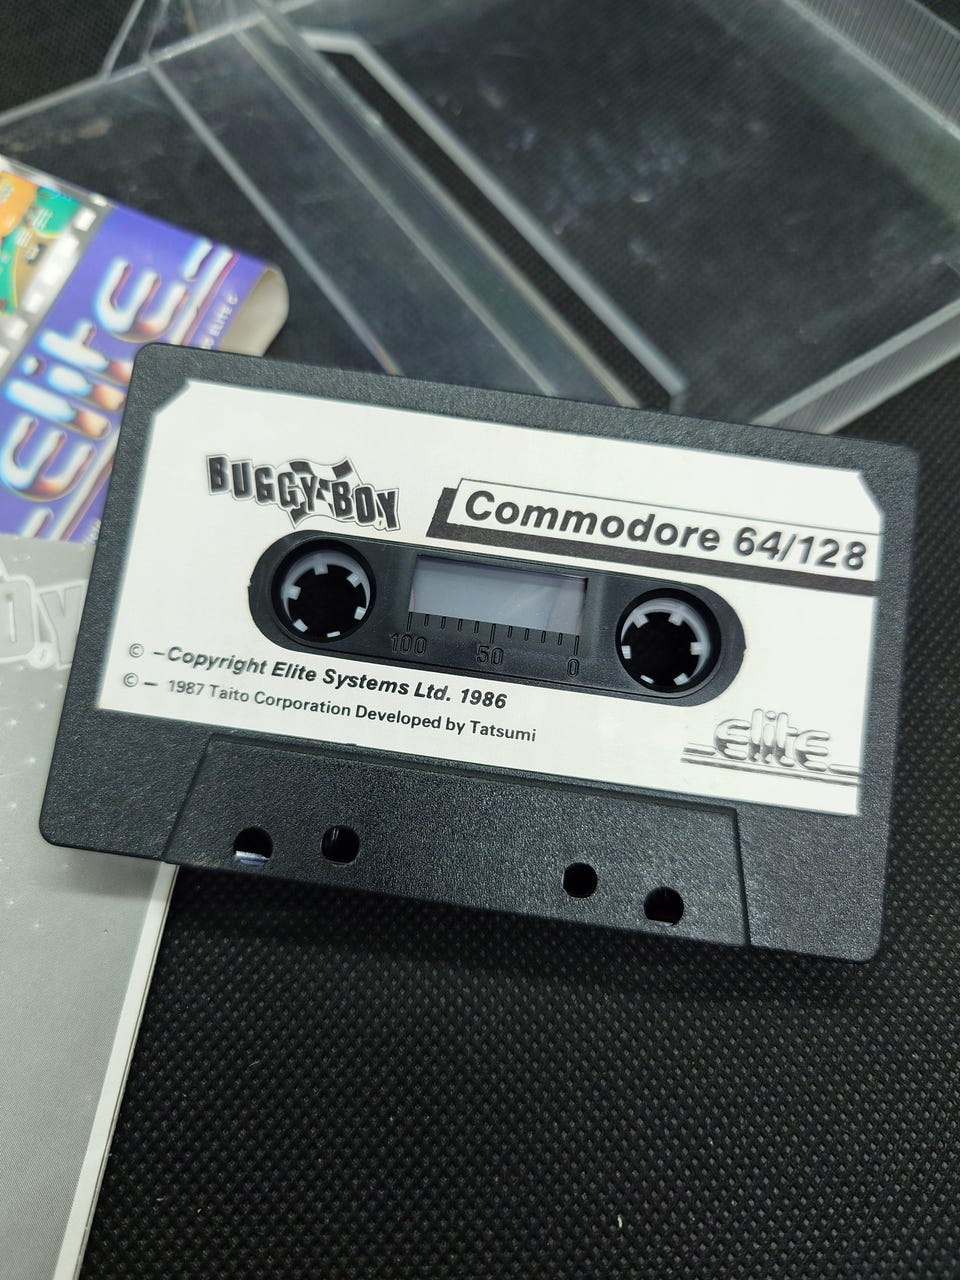 elite
ELITE
BUGGY BOY
Commodore 64/128
100 50 0
© –Copyright Elite Systems Ltd. 1986
© – 1987 Taito Corporation Developed by Tatsumi
elite